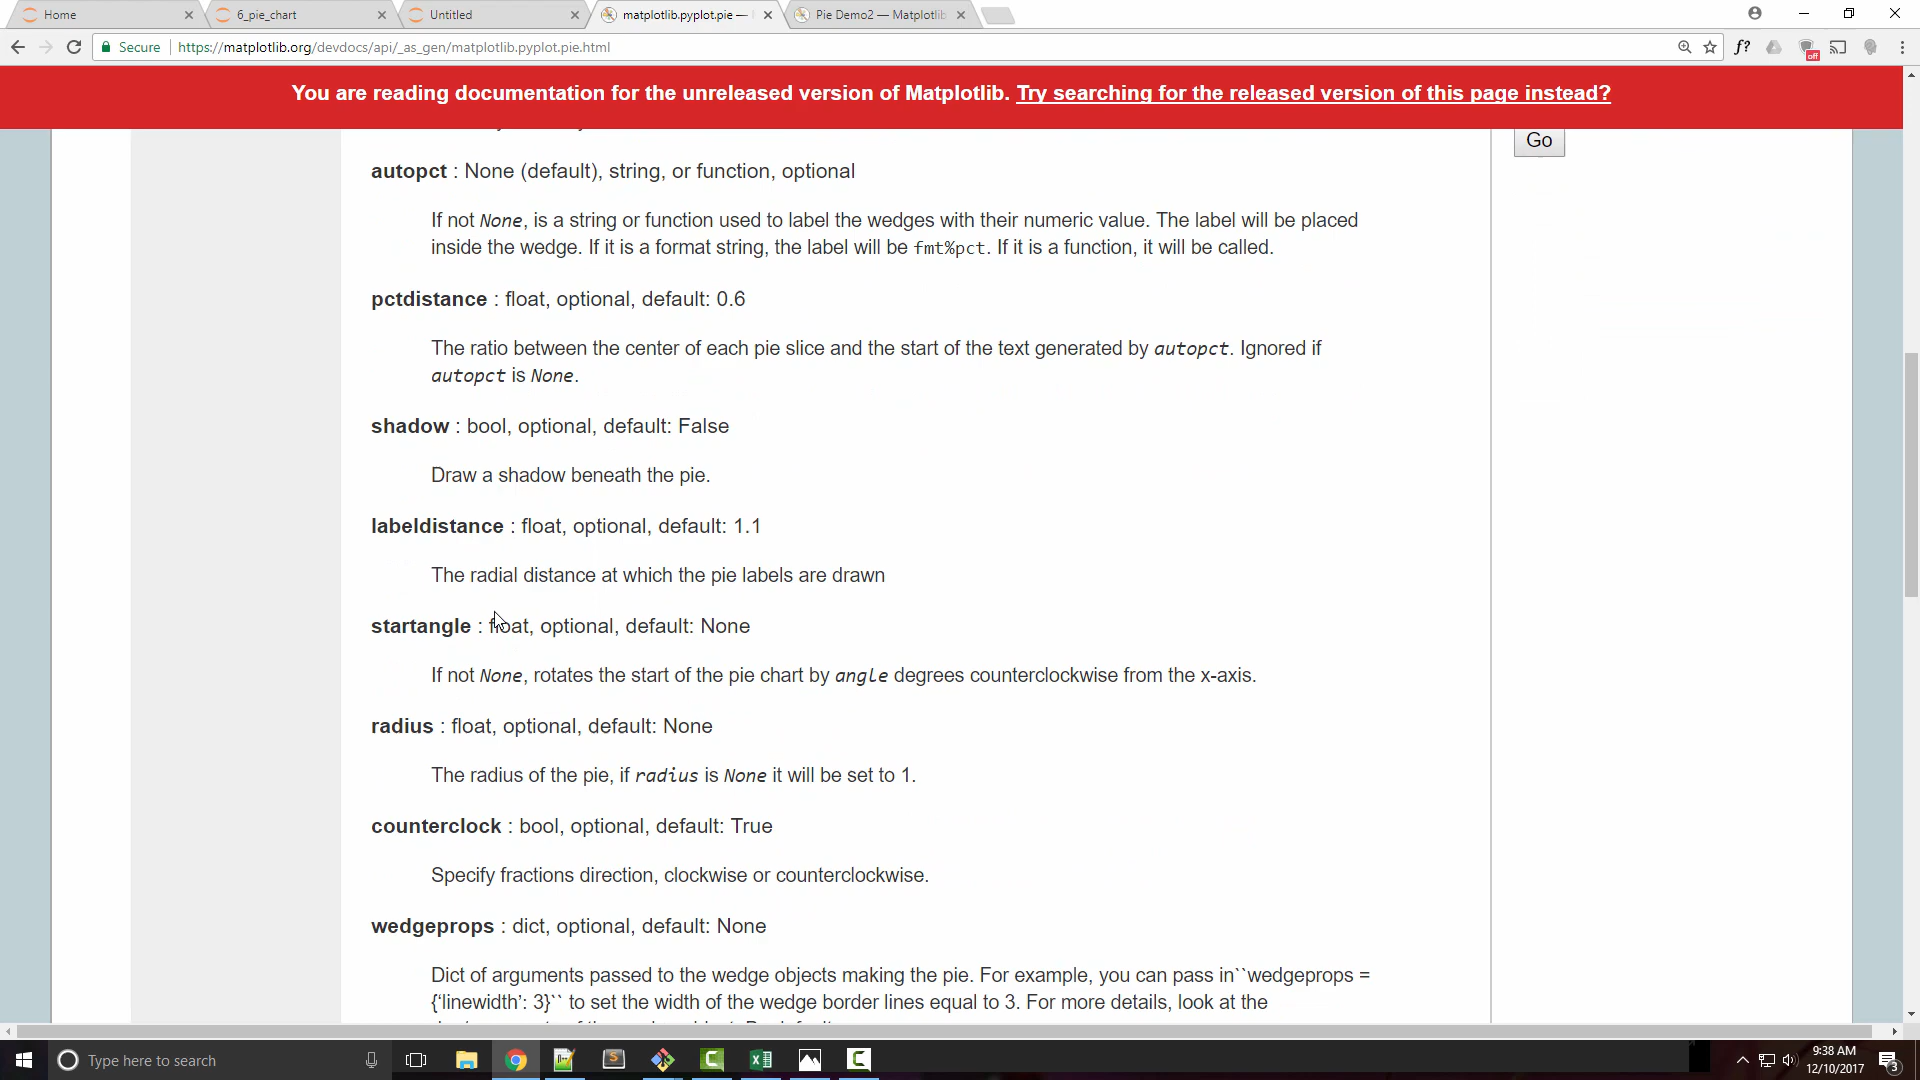 Home
6_pie_chart
Untitled
matplotlib.pyplot.pie —
Pie Demo2 — Matplotlib
Secure
https://matplotlib.org/devdocs/api/_as_gen/matplotlib.pyplot.pie.html
f?
off
You are reading documentation for the unreleased version of Matplotlib. Try searching for the released version of this page instead?
Go
autopct : None (default), string, or function, optional
If not None, is a string or function used to label the wedges with their numeric value. The label will be placed
inside the wedge. If it is a format string, the label will be fmt%pct. If it is a function, it will be called.
pctdistance : float, optional, default: 0.6
The ratio between the center of each pie slice and the start of the text generated by autopct. Ignored if
autopct is None.
shadow : bool, optional, default: False
Draw a shadow beneath the pie.
labeldistance : float, optional, default: 1.1
The radial distance at which the pie labels are drawn
startangle : float, optional, default: None
If not None, rotates the start of the pie chart by angle degrees counterclockwise from the x-axis.
radius : float, optional, default: None
The radius of the pie, if radius is None it will be set to 1.
counterclock : bool, optional, default: True
Specify fractions direction, clockwise or counterclockwise.
wedgeprops : dict, optional, default: None
Dict of arguments passed to the wedge objects making the pie. For example, you can pass in``wedgeprops =
{‘linewidth’: 3}`` to set the width of the wedge border lines equal to 3. For more details, look at the
Type here to search
9:38 AM
12/10/2017
3